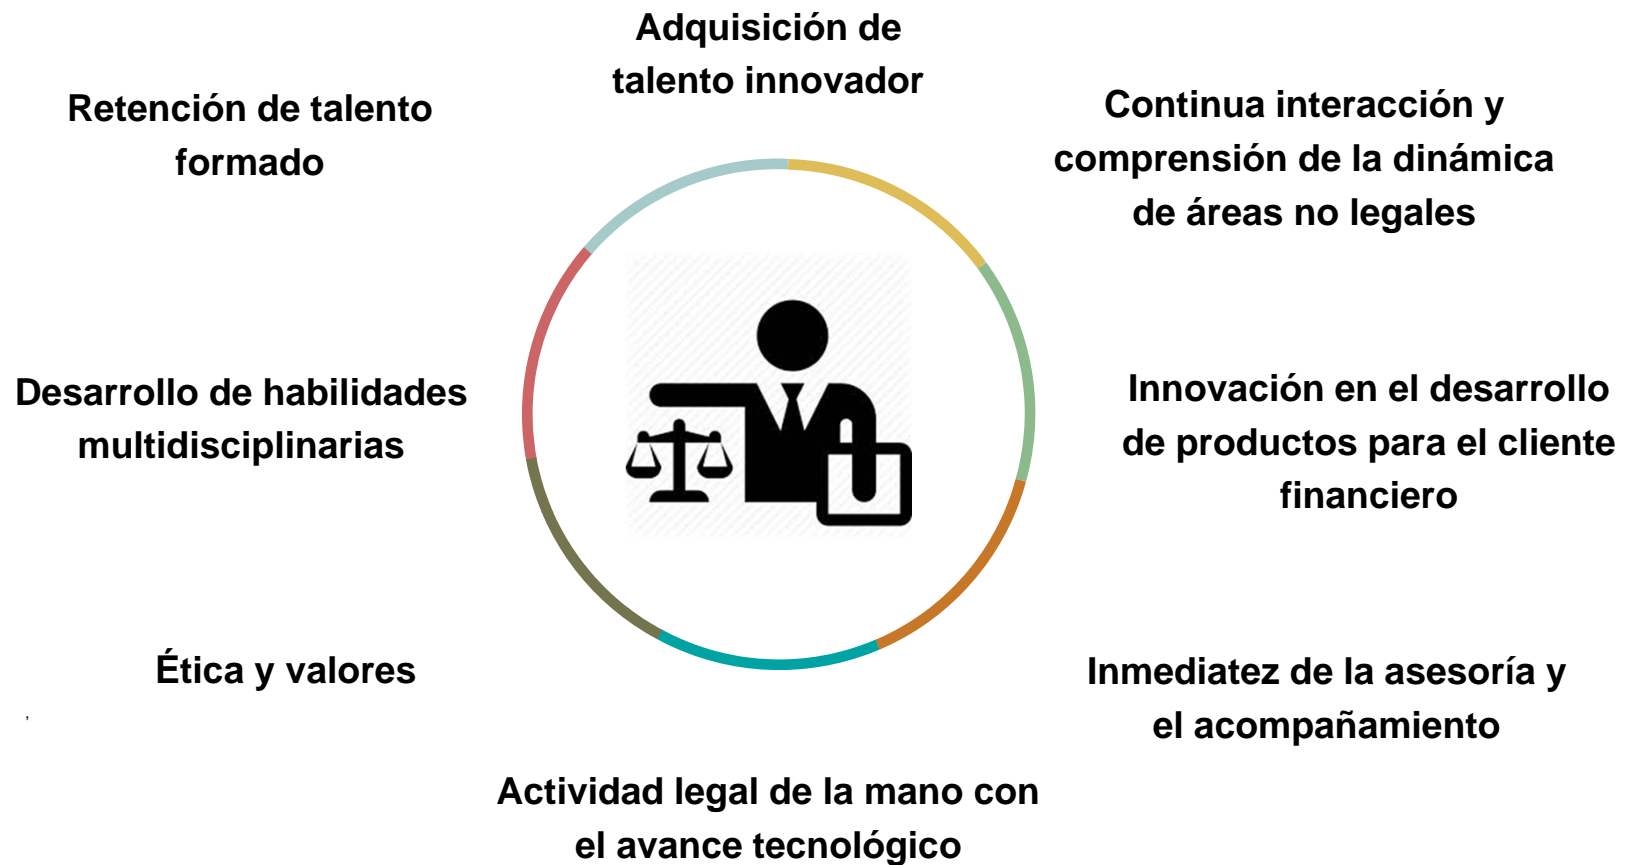 Adquisición de
talento innovador
Continua interacción y
comprensión de la dinámica
de áreas no legales
Innovación en el desarrollo
de productos para el cliente
financiero
Inmediatez de la asesoría y
el acompañamiento
Actividad legal de la mano con
el avance tecnológico
Ética y valores
,
Desarrollo de habilidades
multidisciplinarias
Retención de talento
formado